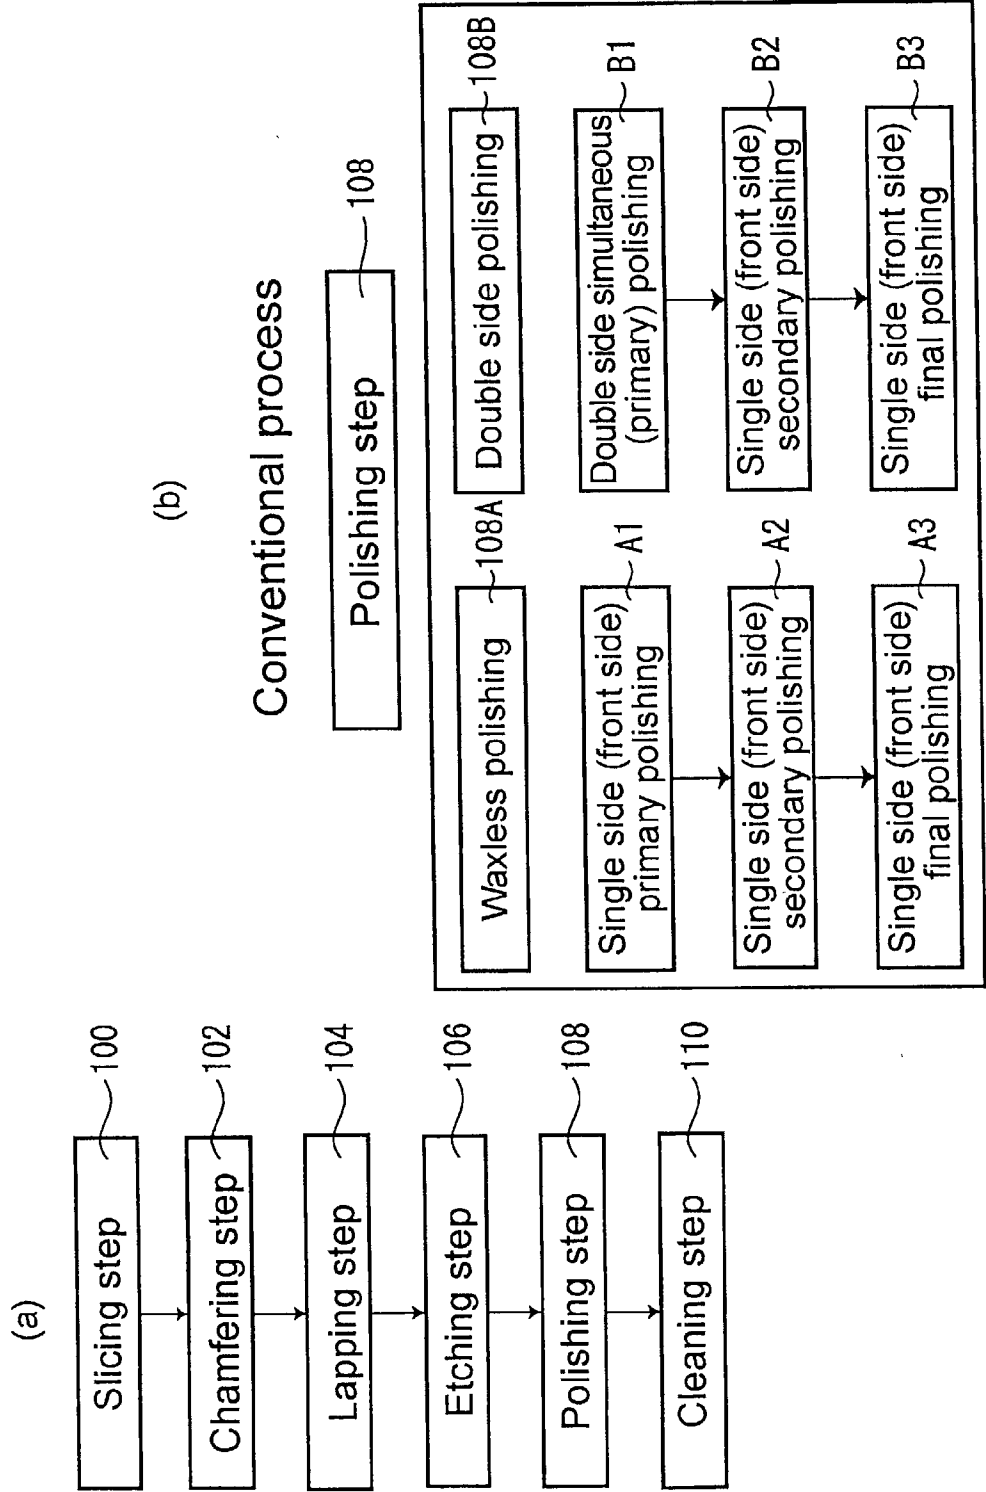 (a)
Slicing step
100
Chamfering step
102
Lapping step
104
Etching step
106
Polishing step
108
Cleaning step
110
(b)
Conventional process
Polishing step
108
Waxless polishing
108A
Single side (front side)
primary polishing
A1
Single side (front side)
secondary polishing
A2
Single side (front side)
final polishing
A3
Double side polishing
108B
Double side simultaneous
(primary) polishing
B1
Single side (front side)
secondary polishing
B2
Single side (front side)
final polishing
B3